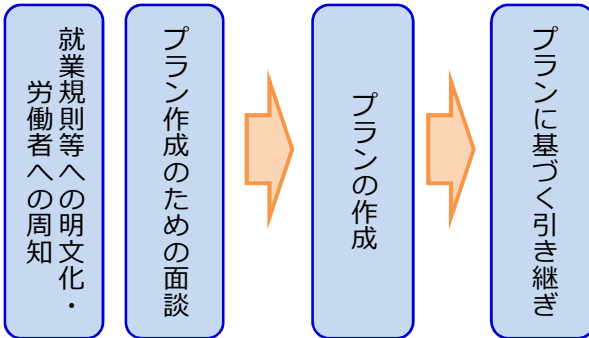 就業規則等への明文化・
労働者への周知
プラン作成のための面談
プランの作成
プランに基づく引き継ぎ